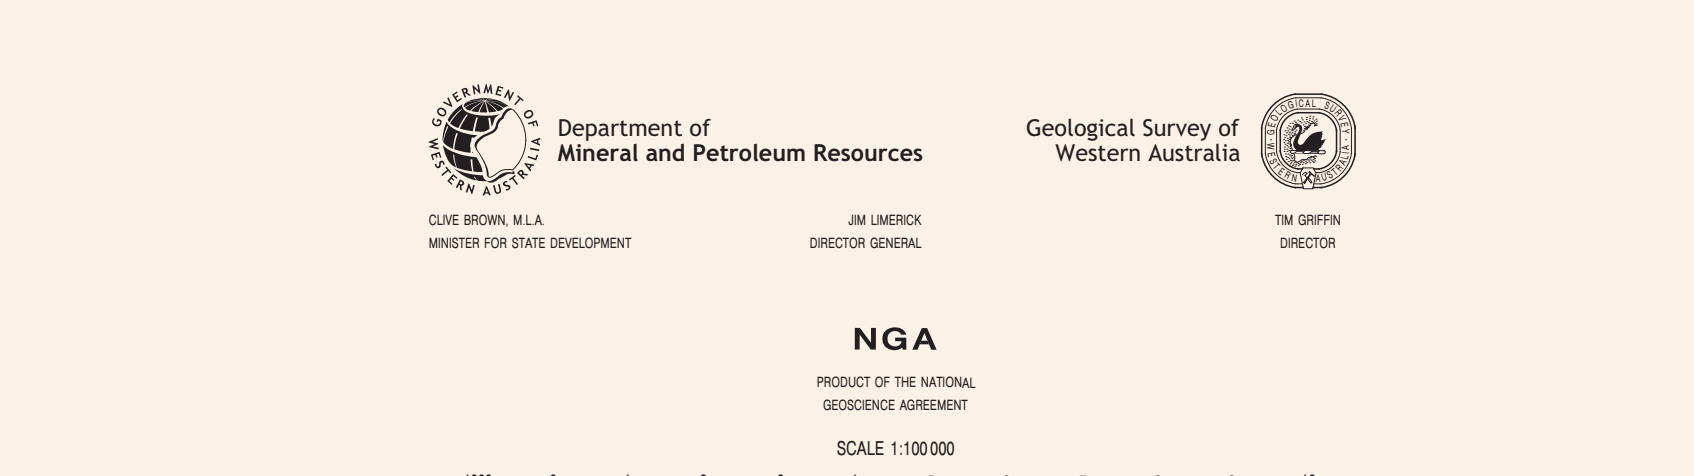 GOVERNMENT OF
WESTERN AUSTRALIA
Department of
Mineral and Petroleum Resources
Geological Survey of
Western Australia
GEOLOGICAL SURVEY
WESTERN AUSTRALIA
CLIVE BROWN, M.L.A.
MINISTER FOR STATE DEVELOPMENT
JIM LIMERICK
DIRECTOR GENERAL
TIM GRIFFIN
DIRECTOR
NGA
PRODUCT OF THE NATIONAL
GEOSCIENCE AGREEMENT
SCALE 1:100 000